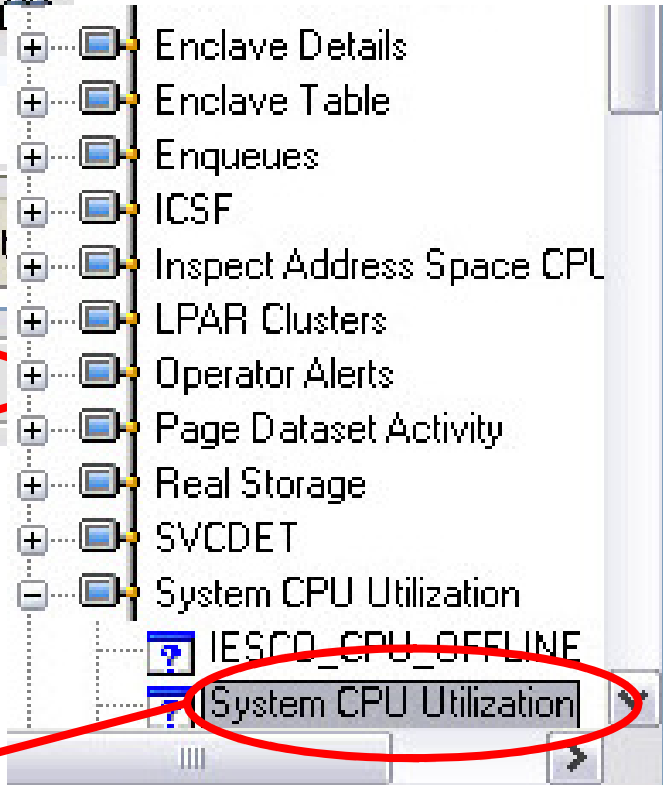 Enclave Details
Enclave Table
Enqueues
ICSF
Inspect Address Space CPU
LPAR Clusters
Operator Alerts
Page Dataset Activity
Real Storage
SVCDET
System CPU Utilization
IESCO_CPU_OFFLINE
System CPU Utilization